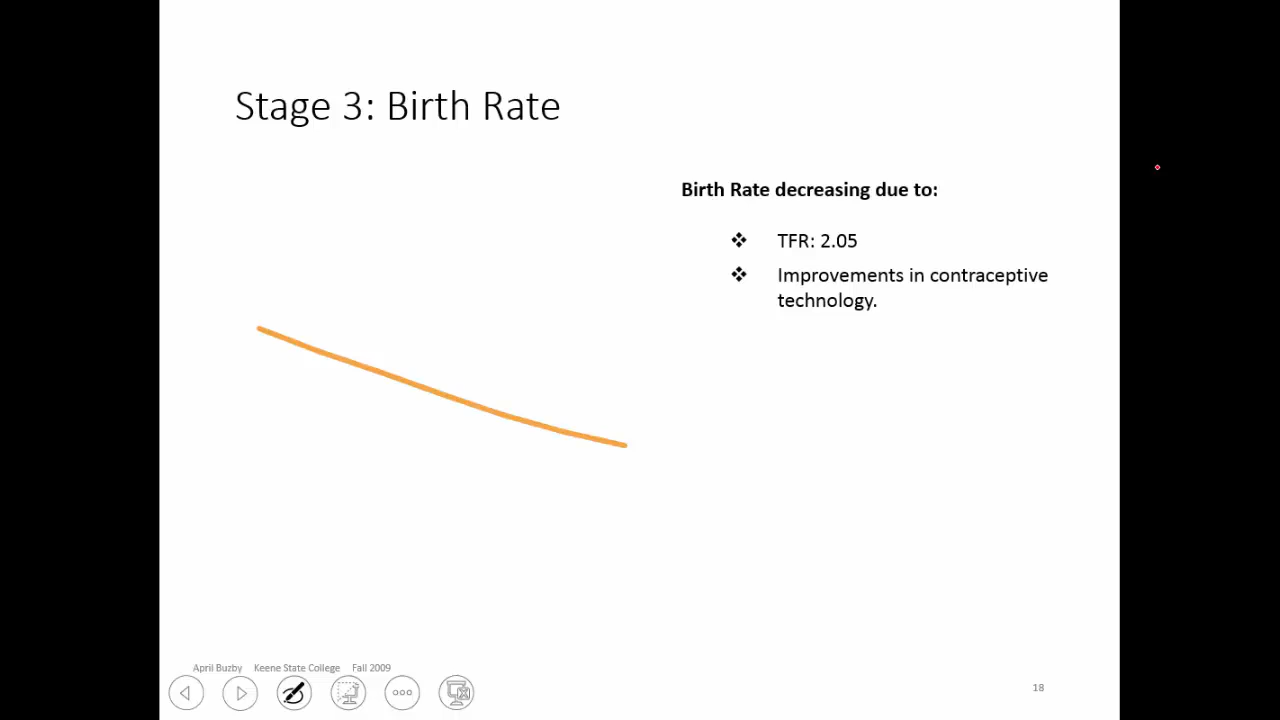 Stage 3: Birth Rate
Birth Rate decreasing due to:
❖ TFR: 2.05
❖ Improvements in contraceptive
technology.
April Buzby Keene State College Fall 2009
18